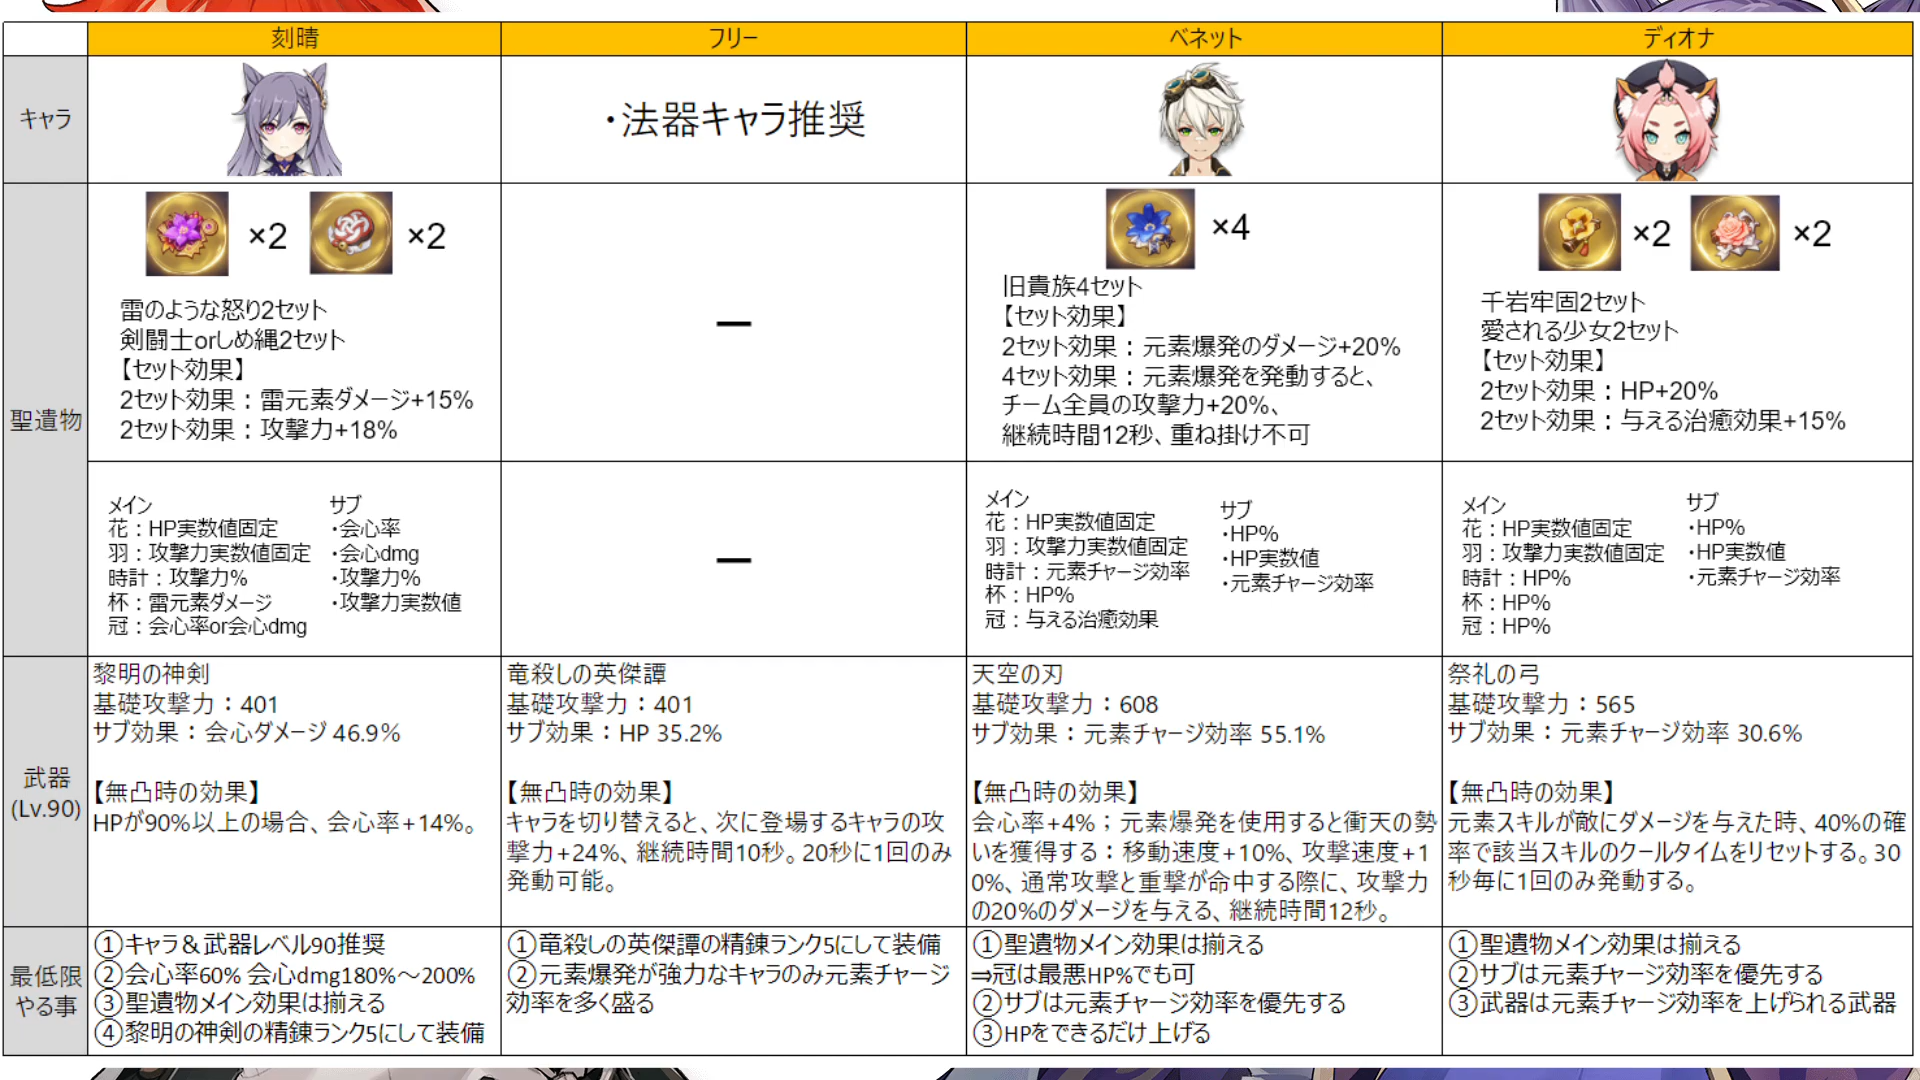 刻晴
フリー
ベネット
ディオナ
キャラ
・法器キャラ推奨
聖遺物
×2
×2
雷のような怒り2セット
剣闘士orしめ縄2セット
【セット効果】
2セット効果：雷元素ダメージ+15%
2セット効果：攻撃力+18%
ー
×4
旧貴族4セット
【セット効果】
2セット効果：元素爆発のダメージ+20%
4セット効果：元素爆発を発動すると、
チーム全員の攻撃力+20%、
継続時間12秒、重ね掛け不可
×2
×2
千岩牢固2セット
愛される少女2セット
【セット効果】
2セット効果：HP+20%
2セット効果：与える治癒効果+15%
メイン
花：HP実数値固定
羽：攻撃力実数値固定
時計：攻撃力%
杯：雷元素ダメージ
冠：会心率or会心dmg
サブ
・会心率
・会心dmg
・攻撃力%
・攻撃力実数値
ー
メイン
花：HP実数値固定
羽：攻撃力実数値固定
時計：元素チャージ効率
杯：HP%
冠：与える治癒効果
サブ
・HP%
・HP実数値
・元素チャージ効率
メイン
花：HP実数値固定
羽：攻撃力実数値固定
時計：HP%
杯：HP%
冠：HP%
サブ
・HP%
・HP実数値
・元素チャージ効率
武器
(Lv.90)
黎明の神剣
基礎攻撃力：401
サブ効果：会心ダメージ 46.9%
【無凸時の効果】
HPが90%以上の場合、会心率+14%。
竜殺しの英傑譚
基礎攻撃力：401
サブ効果：HP 35.2%
【無凸時の効果】
キャラを切り替えると、次に登場するキャラの攻
撃力+24%、継続時間10秒。20秒に1回のみ
発動可能。
天空の刃
基礎攻撃力：608
サブ効果：元素チャージ効率 55.1%
【無凸時の効果】
会心率+4%；元素爆発を使用すると衝天の勢
いを獲得する：移動速度+10%、攻撃速度+1
0%、通常攻撃と重撃が命中する際に、攻撃力
の20%のダメージを与える、継続時間12秒。
祭礼の弓
基礎攻撃力：565
サブ効果：元素チャージ効率 30.6%
【無凸時の効果】
元素スキルが敵にダメージを与えた時、40%の確
率で該当スキルのクールタイムをリセットする。30
秒毎に1回のみ発動する。
最低限
やる事
①キャラ＆武器レベル90推奨
②会心率60% 会心dmg180%～200%
③聖遺物メイン効果は揃える
④黎明の神剣の精錬ランク5にして装備
①竜殺しの英傑譚の精錬ランク5にして装備
②元素爆発が強力なキャラのみ元素チャージ
効率を多く盛る
①聖遺物メイン効果は揃える
⇒冠は最悪HP%でも可
②サブは元素チャージ効率を優先する
③HPをできるだけ上げる
①聖遺物メイン効果は揃える
②サブは元素チャージ効率を優先する
③武器は元素チャージ効率を上げられる武器